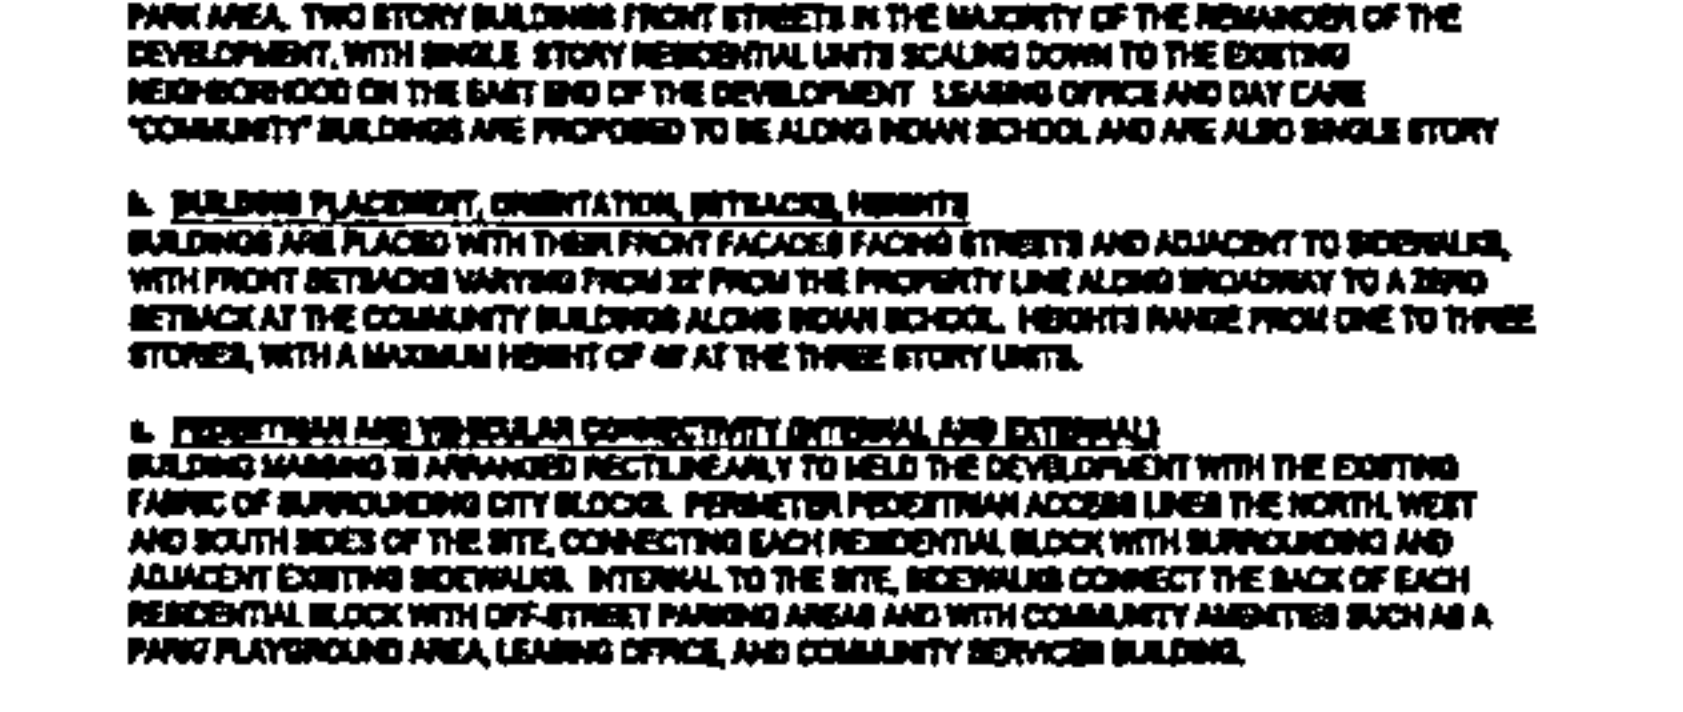 PARK AREA. TWO STORY BUILDINGS FRONT STREETS IN THE MAJORITY OF THE REMAINDER OF THE
DEVELOPMENT, WITH SINGLE STORY RESIDENTIAL UNITS SCALING DOWN TO THE EXISTING
NEIGHBORHOOD ON THE EAST END OF THE DEVELOPMENT LEASING OFFICE AND DAY CARE
"COMMUNITY" BUILDINGS ARE PROPOSED TO BE ALONG INDIAN SCHOOL AND ARE ALSO SINGLE STORY
b. BUILDING PLACEMENT, ORIENTATION, SETBACKS, HEIGHTS
BUILDINGS ARE PLACED WITH THEIR FRONT FACADES FACING STREETS AND ADJACENT TO SIDEWALKS,
WITH FRONT SETBACKS VARYING FROM FROM THE PROPERTY LINE ALONG BROADWAY TO A ZERO
SETBACK AT THE COMMUNITY BUILDINGS ALONG INDIAN SCHOOL. HEIGHTS RANGE FROM ONE TO THREE
STORIES, WITH A MAXIMUM HEIGHT OF AT THE THREE STORY UNITS.
c. PEDESTRIAN AND VEHICULAR CONNECTIVITY (INTERNAL AND EXTERNAL)
BUILDING MASSING IS ARRANGED RECTILINEARLY TO MELD THE DEVELOPMENT WITH THE EXISTING
FABRIC OF SURROUNDING CITY BLOCKS. PERIMETER PEDESTRIAN ACCESS LINES THE NORTH, WEST
AND SOUTH SIDES OF THE SITE, CONNECTING EACH RESIDENTIAL BLOCK WITH SURROUNDING AND
ADJACENT EXISTING SIDEWALKS. INTERNAL TO THE SITE, SIDEWALKS CONNECT THE BACK OF EACH
RESIDENTIAL BLOCK WITH OFF-STREET PARKING AREAS AND WITH COMMUNITY AMENITIES SUCH AS A
PARK/ PLAYGROUND AREA, LEASING OFFICE, AND COMMUNITY SERVICES BUILDING.